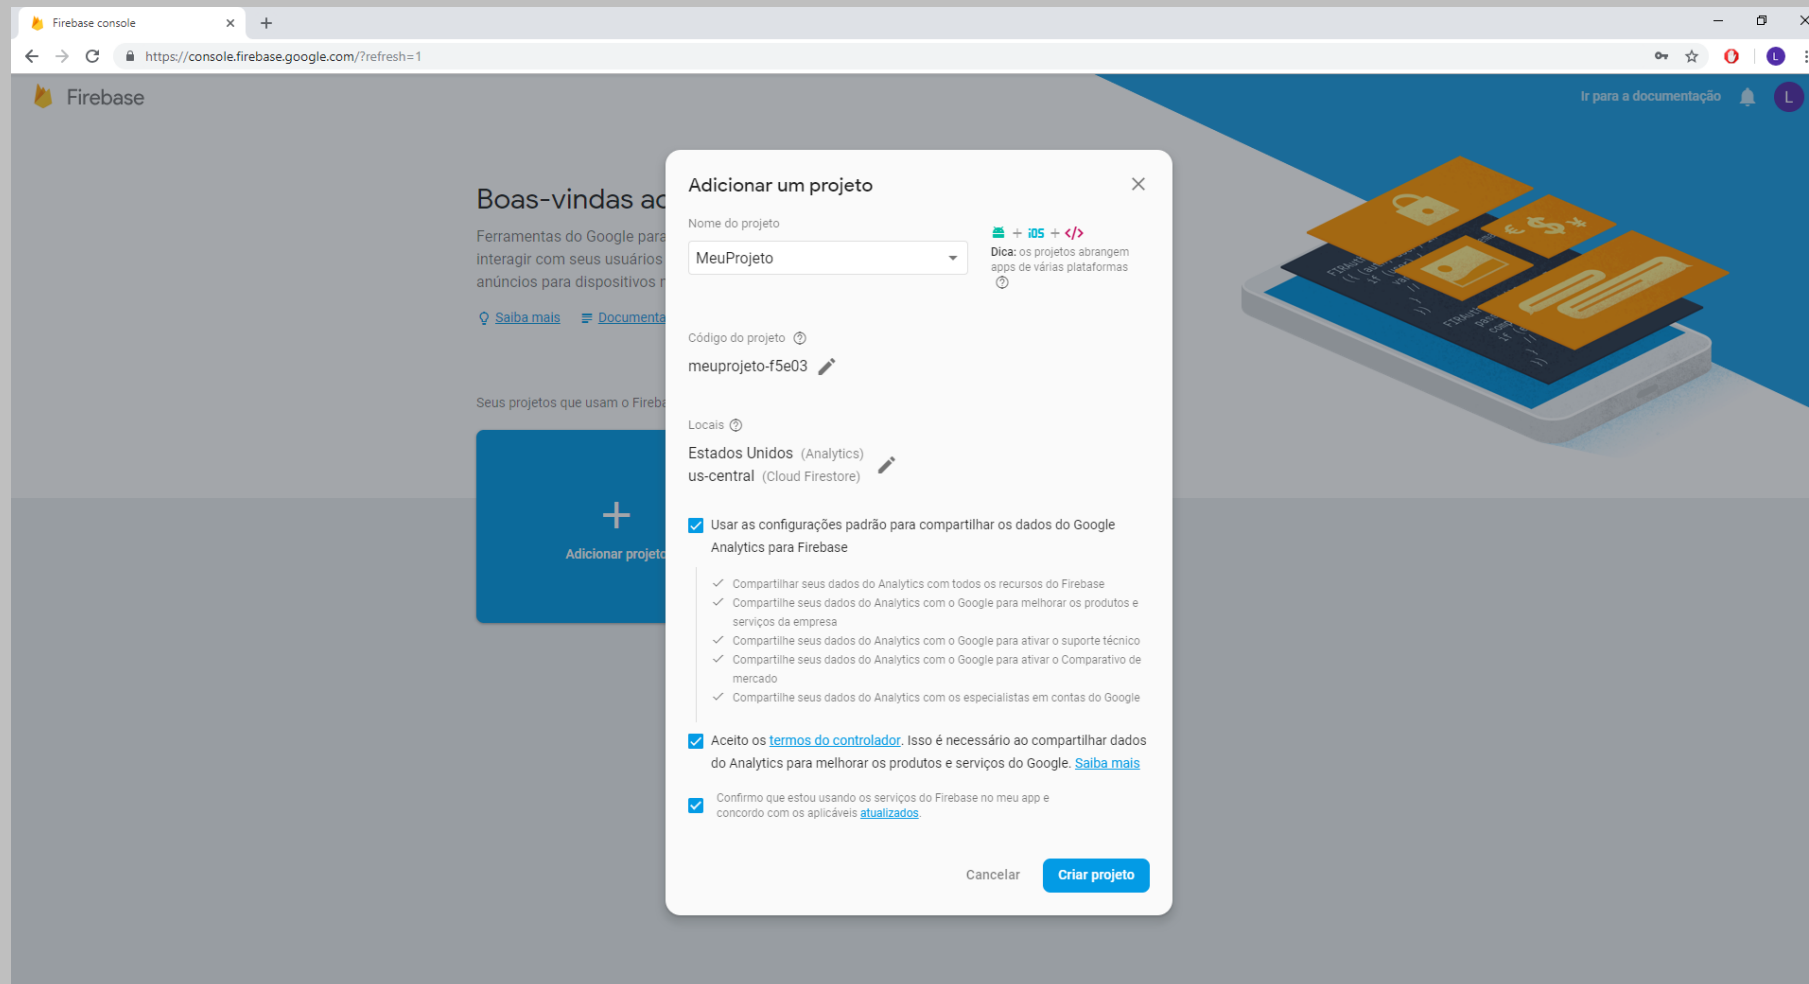 Firebase console
https://console.firebase.google.com/?refresh=1
L
Firebase
Ir para a documentação
L
Boas-vindas ao
Ferramentas do Google para
interagir com seus usuários
anúncios para dispositivos
Saiba mais
Documenta
Seus projetos que usam o Fireba
Adicionar projeto
Adicionar um projeto
Nome do projeto
MeuProjeto
+ iOS + </>
Dica: os projetos abrangem
apps de várias plataformas
Código do projeto
meuprojeto-f5e03
Locais
Estados Unidos (Analytics)
us-central (Cloud Firestore)
Usar as configurações padrão para compartilhar os dados do Google
Analytics para Firebase
Compartilhar seus dados do Analytics com todos os recursos do Firebase
Compartilhe seus dados do Analytics com o Google para melhorar os produtos e
serviços da empresa
Compartilhe seus dados do Analytics com o Google para ativar o suporte técnico
Compartilhe seus dados do Analytics com o Google para ativar o Comparativo de
mercado
Compartilhe seus dados do Analytics com os especialistas em contas do Google
Aceito os termos do controlador. Isso é necessário ao compartilhar dados
do Analytics para melhorar os produtos e serviços do Google. Saiba mais
Confirmo que estou usando os serviços do Firebase no meu app e
concordo com os aplicáveis atualizados.
Cancelar
Criar projeto